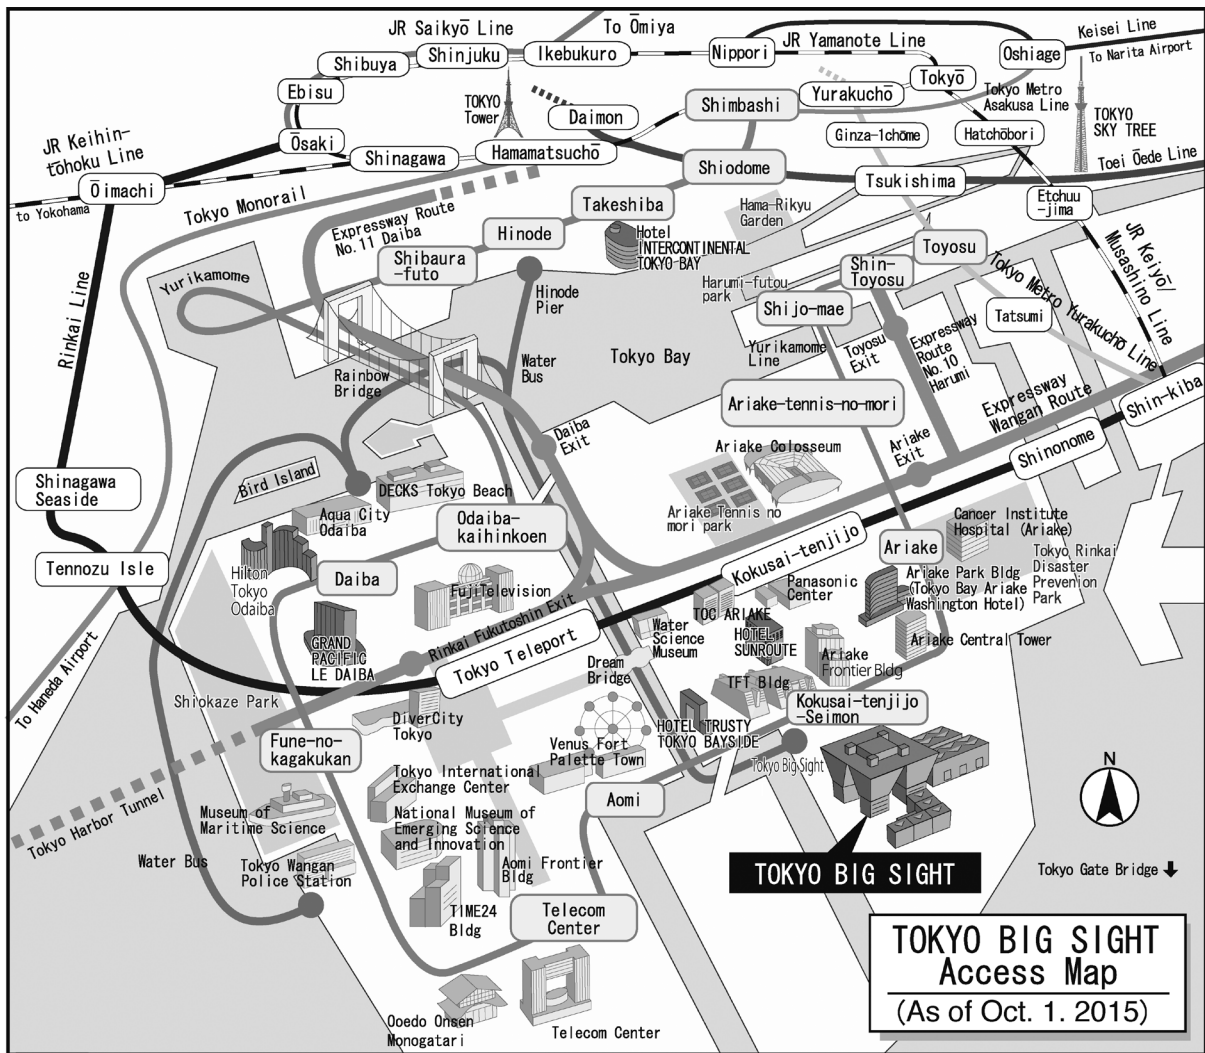 JR Saikyō Line
To Ōmiya
JR Yamanote Line
Keisei Line
To Narita Airport
Shibuya
Shinjuku
Ikebukuro
Nippori
Oshiage
Ebisu
TOKYO
Tower
Daimon
Shimbashi
Yurakuchō
Tokyō
Tokyo Metro
Asakusa Line
TOKYO
SKY TREE
JR Keihin-
tōhoku Line
Ōsaki
Shinagawa
Hamamatsuchō
Ginza-1chōme
Hatchōbori
Ōimachi
to Yokohama
Tokyo Monorail
Shiodome
Tsukishima
Toei Ōede Line
Etchuu
-jima
Expressway Route
No.11 Daiba
Takeshiba
Hinode
Hotel
INTERCONTINENTAL
TOKYO BAY
Hama-Rikyu
Garden
Toyosu
JR Keiyō/
Musashino Line
Rinkai Line
Yurikamome
Shibaura
-futo
Hinode
Pier
Harumi-futou
park
Shin-
Toyosu
Tokyo Metro Yurakuchō Line
Shijo-mae
Tatsumi
Rainbow
Bridge
Water
Bus
Tokyo Bay
Yurikamome
Line
Toyosu
Exit
Expressway
Route
No.10
Harumi
Ariake-tennis-no-mori
Expressway
Wangan Route
Shin-kiba
Daiba
Exit
Ariake Colosseum
Ariake
Exit
Shinonome
Shinagawa
Seaside
Bird Island
DECKS Tokyo Beach
Aqua City
Odaiba
Odaiba-
kaihinkoen
Ariake Tennis no
mori park
Kokusai-tenjijo
Cancer Institute
Hospital (Ariake)
Ariake
Tokyo Rinkai
Disaster
Prevenion
Park
Tennozu Isle
Hilton
Tokyo
Odaiba
Daiba
FujiTelevision
Panasonic
Center
Ariake Park Bldg
(Tokyo Bay Ariake
Washington Hotel)
TOC ARIAKE
GRAND
PACIFIC
LE DAIBA
Rinkai Fukutoshin Exit
Tokyo Teleport
Water
Science
Museum
HOTEL
SUNROUTE
Ariake Central Tower
Ariake
Frontier Bldg
To Haneda Airport
Shiokaze Park
Dream
Bridge
TFT Bldg
DiverCity
Tokyo
HOTEL TRUSTY
TOKYO BAYSIDE
Kokusai-tenjijo
-Seimon
Fune-no-
kagakukan
Venus Fort
Palette Town
Tokyo Big Sight
Tokyo International
Exchange Center
Aomi
N
Tokyo Harbor Tunnel
Museum of
Maritime Science
National Museum of
Emerging Science
and Innovation
Water Bus
Tokyo Wangan
Police Station
Aomi Frontier
Bldg
TOKYO BIG SIGHT
Tokyo Gate Bridge
TIME24
Bldg
Telecom
Center
TOKYO BIG SIGHT
Access Map
(As of Oct. 1. 2015)
Ooedo Onsen
Monogatari
Telecom Center